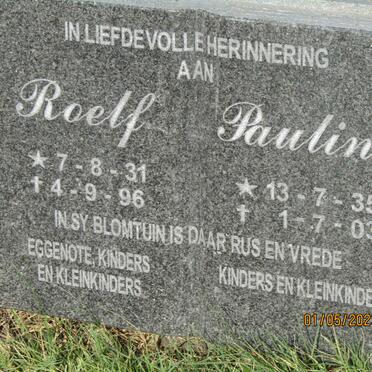 IN LIEFDEVOLLE HERINNERING
AAN
Roelf
★ 7-8-31
✝ 4-9-96
Paulin
★ 13-7-35
✝ 1-7-03
IN SY BLOMTUIN IS DAAR RUS EN VREDE
EGGENOTE, KINDERS
EN KLEINKINDERS
KINDERS EN KLEINKINDE
01/05/202